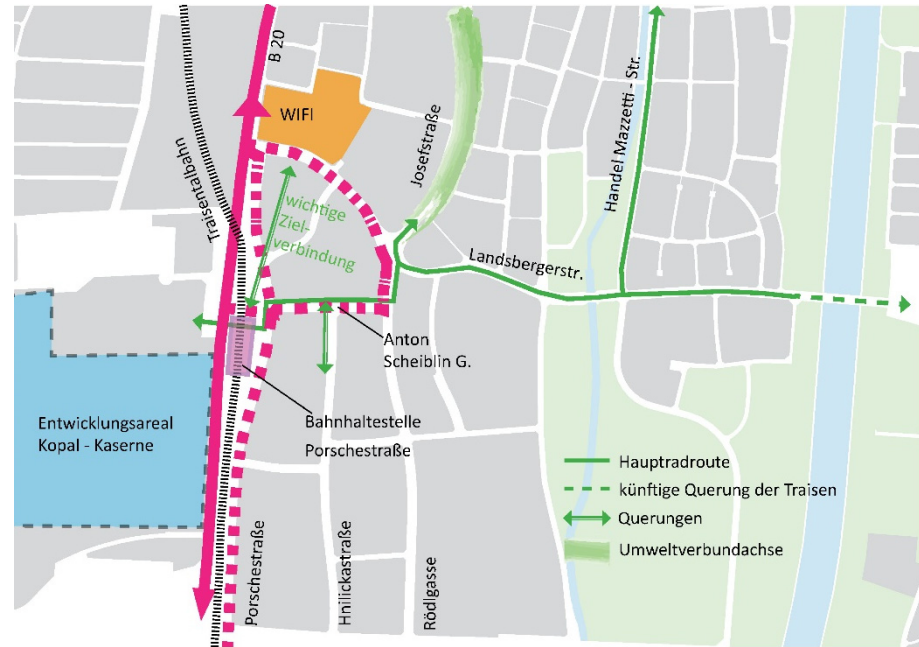 B 20
WIFI
Traisentalbahn
Josefstraße
Handel Mazzetti - Str.
wichtige
Ziel-
verbindung
Landsbergerstr.
Anton
Scheiblin G.
Entwicklungsareal
Kopal - Kaserne
Bahnhaltestelle
Porschestraße
Porschestraße
Hnilickastraße
Rödlgasse
Hauptradroute
künftige Querung der Traisen
Querungen
Umweltverbundachse